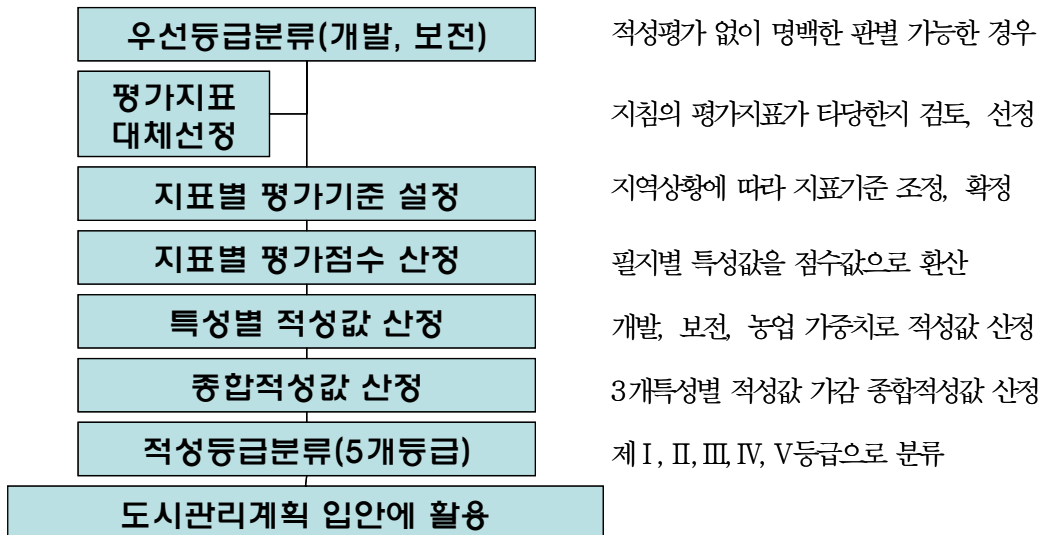 우선등급분류(개발, 보전)
적성평가 없이 명백한 판별 가능한 경우
평가지표
대체선정
지침의 평가지표가 타당한지 검토, 선정
지표별 평가기준 설정
지역상황에 따라 지표기준 조정, 확정
지표별 평가점수 산정
필지별 특성값을 점수값으로 환산
특성별 적성값 산정
개발, 보전, 농업 가중치로 적성값 산정
종합적성값 산정
3개특성별 적성값 가감 종합적성값 산정
적성등급분류(5개등급)
제Ⅰ, Ⅱ, Ⅲ, Ⅳ, Ⅴ등급으로 분류
도시관리계획 입안에 활용